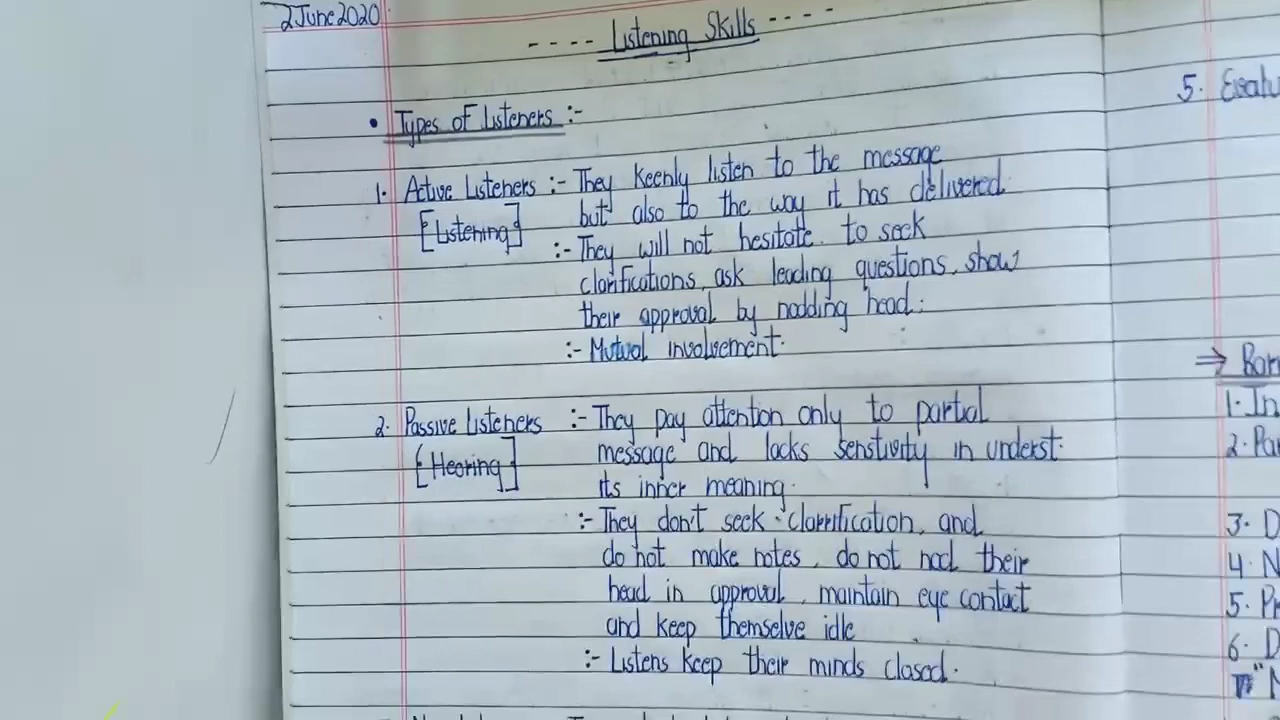 2 June 2020
---- Listening Skills ----
• Types of Listeners :-
1. Active Listeners :- They keenly listen to the message
[Listening] but also to the way it has delivered
:- They will not hesitate to seek
clarifications, ask leading questions, show
their approval by nodding head.
:- Mutual involvement.
2. Passive Listeners :- They pay attention only to partial
[Hearing] message and lacks senstivity in underst.
its inner meaning.
:- They don't seek clarrification, and
do not make notes, do not nod their
head in approval, maintain eye contact
and keep themselve idle
:- Listens keep their minds closed.
5.
⇒
1.
2.
3.
4.
5.
6.